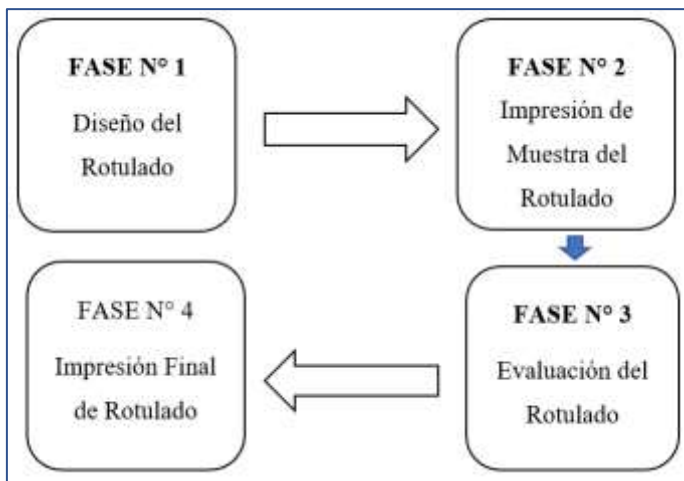 FASE N° 1
Diseño del
Rotulado
FASE N° 2
Impresión de
Muestra del
Rotulado
FASE N° 3
Evaluación del
Rotulado
FASE N° 4
Impresión Final
de Rotulado